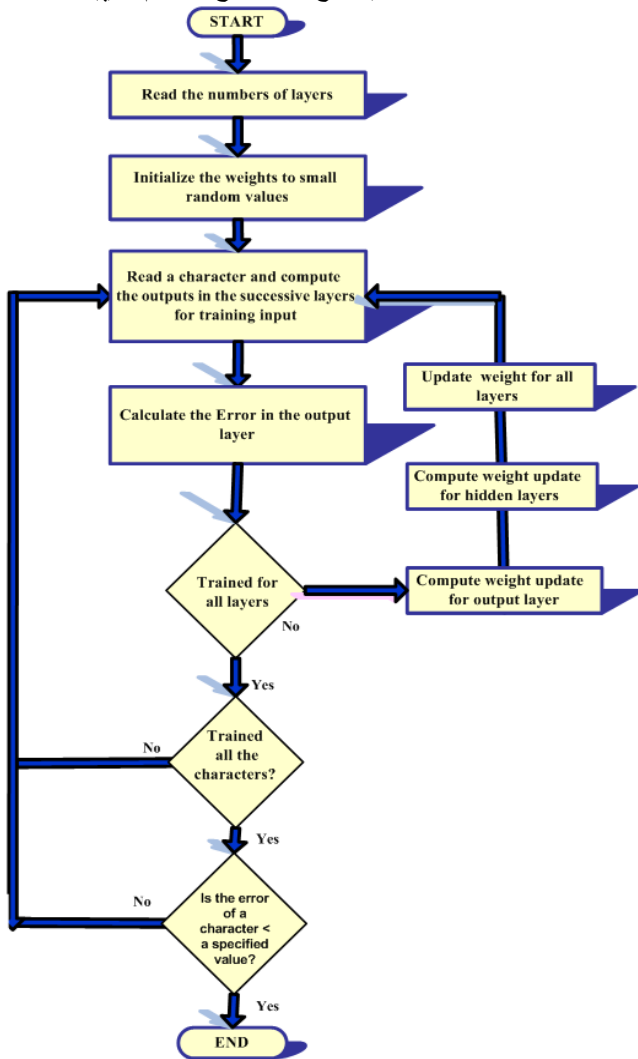 START
Read the numbers of layers
Initialize the weights to small
random values
Read a character and compute
the outputs in the successive layers
for training input
Calculate the Error in the output
layer
Update weight for all
layers
Compute weight update
for hidden layers
Compute weight update
for output layer
Trained for
all layers
No
Yes
Trained
all the
characters?
No
Yes
Is the error
of a
character <
a specified
value?
No
Yes
END